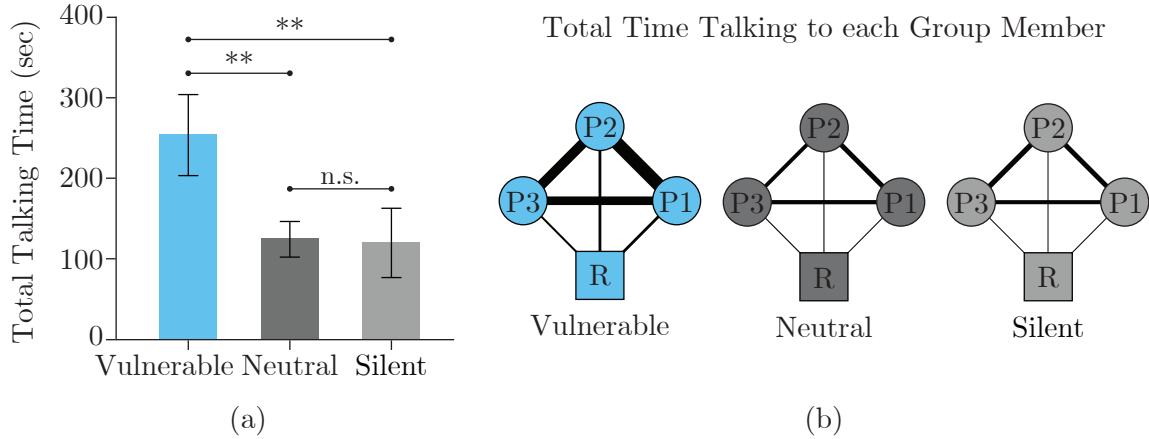 Total Talking Time (sec)
400
300
200
100
0
**
**
n.s.
Vulnerable Neutral Silent
(a)
Total Time Talking to each Group Member
P2
P3 P1
R
Vulnerable
P2
P3 P1
R
Neutral
P2
P3 P1
R
Silent
(b)